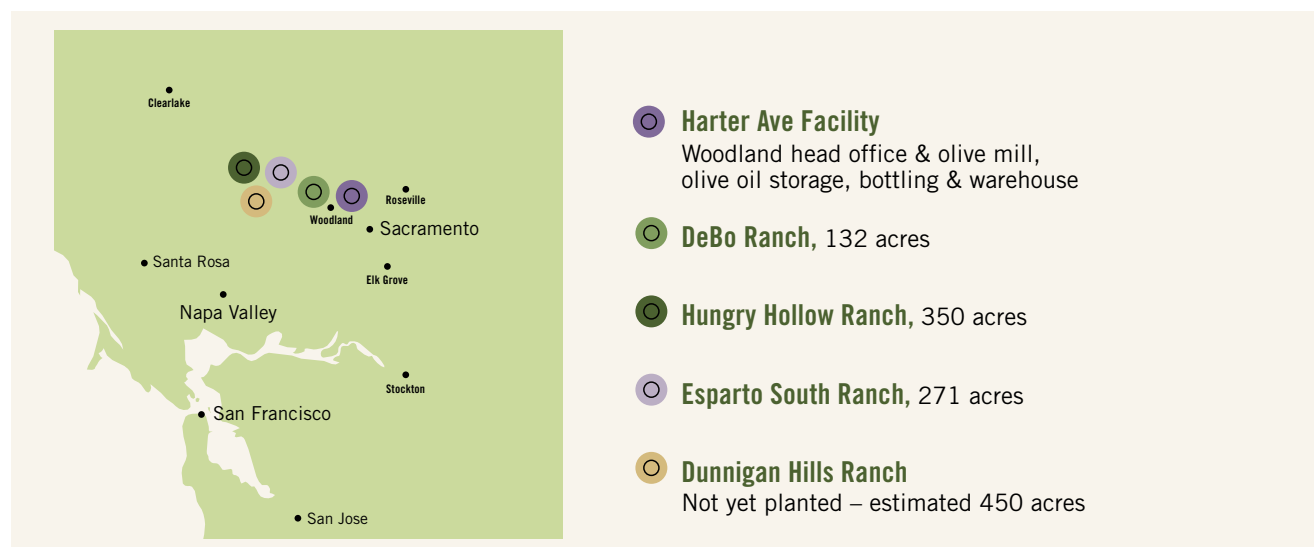 Clearlake
Roseville
Woodland
Sacramento
Santa Rosa
Elk Grove
Napa Valley
Stockton
San Francisco
San Jose
Harter Ave Facility
Woodland head office & olive mill,
olive oil storage, bottling & warehouse
DeBo Ranch, 132 acres
Hungry Hollow Ranch, 350 acres
Esparto South Ranch, 271 acres
Dunnigan Hills Ranch
Not yet planted – estimated 450 acres